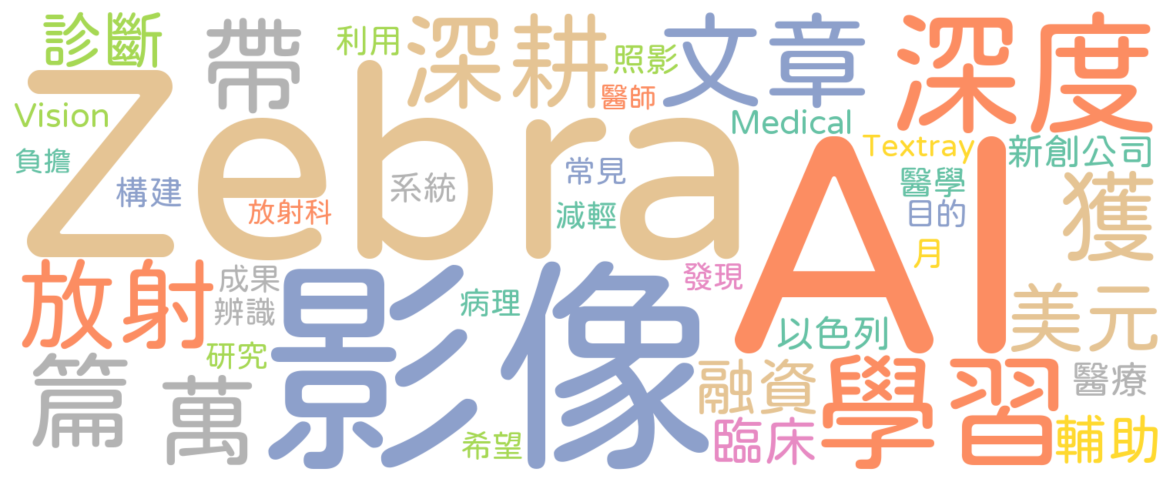 診斷
帶
利用
深耕
照影
文章
深度
Zebra
Vision
醫師
Medical
Textray
新創公司
AI
負擔
構建
放射科
系統
常見
減輕
醫學
目的
獲
月
放射
成果
辨識
影像
病理
發現
以色列
美元
研究
篇
萬
希望
融資
臨床
學習
醫療
輔助